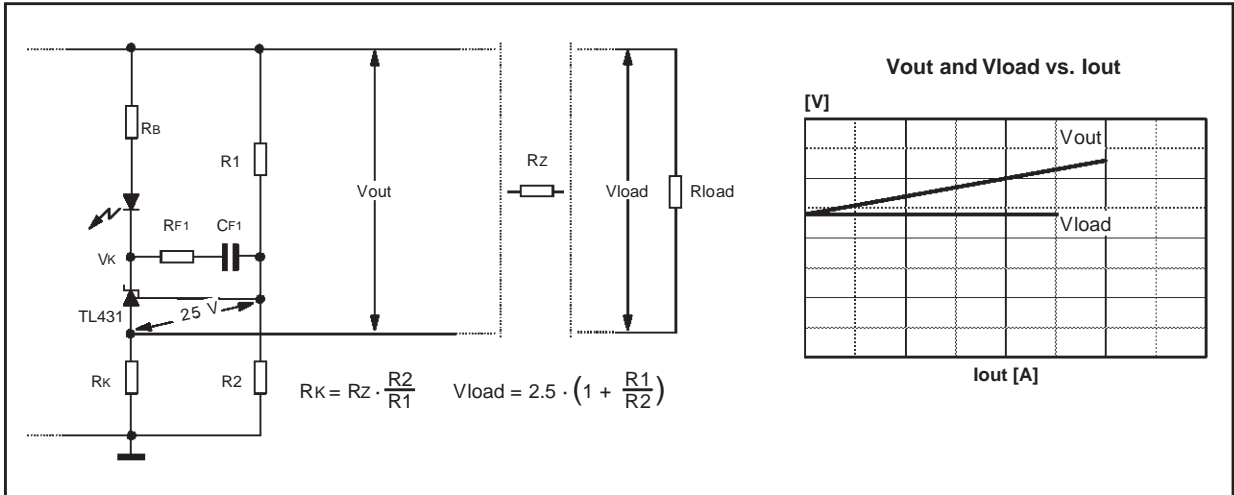 RB
R1
RF1
CF1
VK
TL431
25 V
RK
R2
Vout
RZ
Vload
Rload
RK = RZ · R2/R1
Vload = 2.5 · (1 + R1/R2)
Vout and Vload vs. Iout
[V]
Vout
Vload
Iout [A]